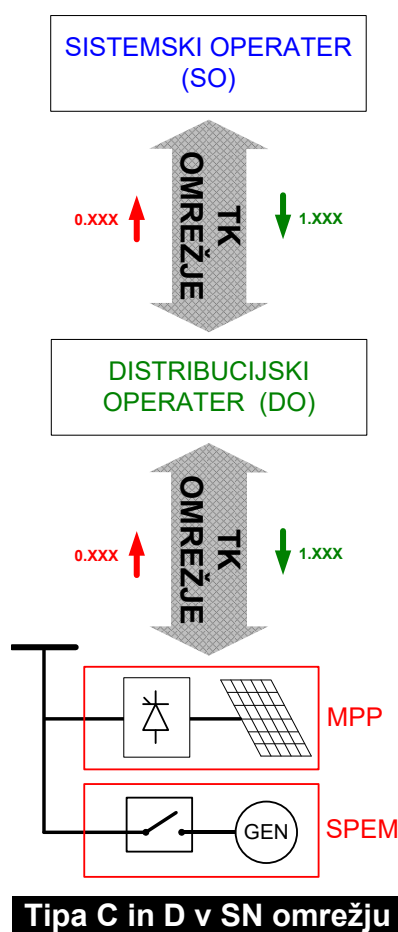 SISTEMSKI OPERATER
(SO)
0.XXX
TK
OMREŽJE
1.XXX
DISTRIBUCIJSKI
OPERATER (DO)
0.XXX
TK
OMREŽJE
1.XXX
MPP
GEN
SPEM
Tipa C in D v SN omrežju